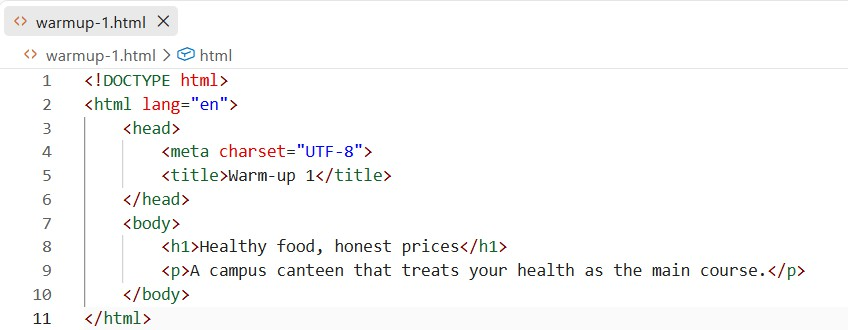 warmup-1.html
warmup-1.html > html
1 <!DOCTYPE html>
2 <html lang="en">
3     <head>
4         <meta charset="UTF-8">
5         <title>Warm-up 1</title>
6     </head>
7     <body>
8         <h1>Healthy food, honest prices</h1>
9         <p>A campus canteen that treats your health as the main course.</p>
10     </body>
11 </html>